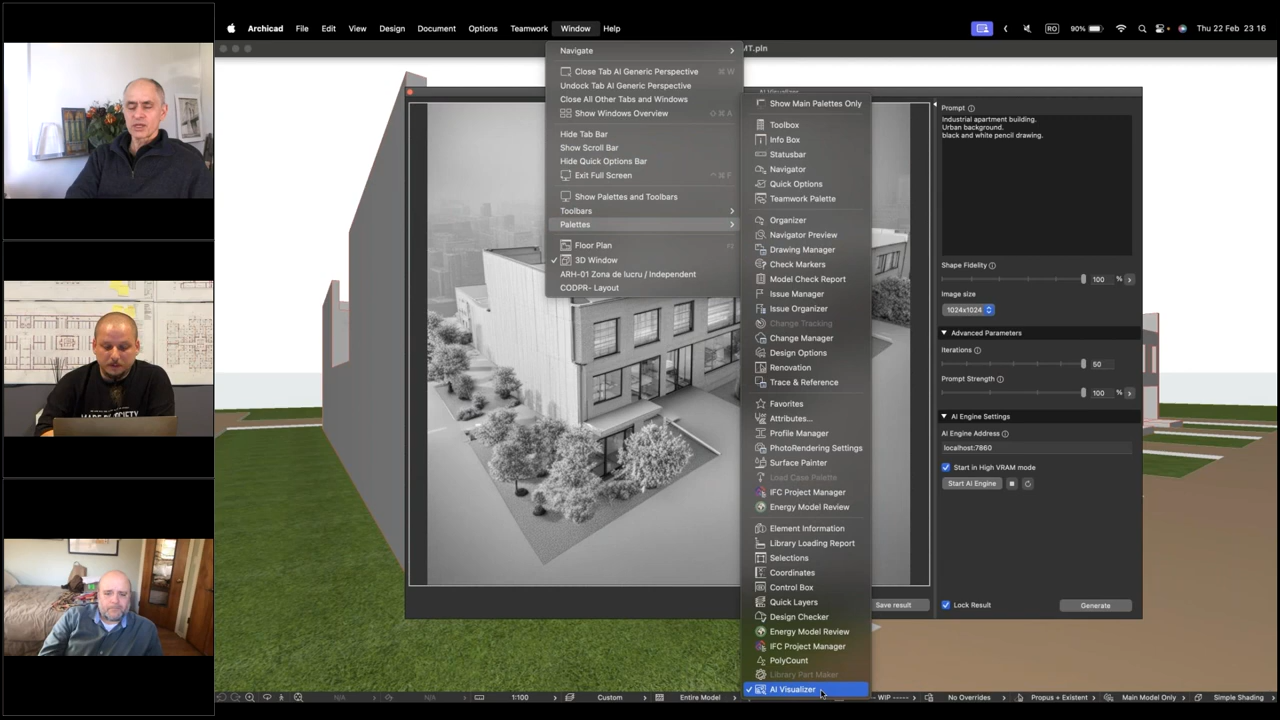 Archicad File Edit View Design Document Options Teamwork Window Help
RO 90% Thu 22 Feb 23 16
MT.pln
Navigate
Close Tab AI Generic Perspective ⌘ W
Undock Tab AI Generic Perspective
Close All Other Tabs and Windows
Show Windows Overview ⇧ ⌘ A
Hide Tab Bar
Show Scroll Bar
Hide Quick Options Bar
Exit Full Screen ⌃ ⌘ F
Show Palettes and Toolbars
Toolbars
Palettes
Floor Plan F2
3D Window
ARH-01 Zona de lucru / Independent
CODPR- Layout
AI Visualizer
Show Main Palettes Only
Toolbox
Info Box
Statusbar
Navigator
Quick Options
Teamwork Palette
Organizer
Navigator Preview
Drawing Manager
Check Markers
Model Check Report
Issue Manager
Issue Organizer
Change Tracking
Change Manager
Design Options
Renovation
Trace & Reference
Favorites
Attributes...
Profile Manager
PhotoRendering Settings
Surface Painter
Load Case Palette
IFC Project Manager
Energy Model Review
Element Information
Library Loading Report
Selections
Coordinates
Control Box
Quick Layers
Design Checker
Energy Model Review
IFC Project Manager
PolyCount
Library Part Maker
AI Visualizer
Prompt
Industrial apartment building.
Urban background.
black and white pencil drawing.
Shape Fidelity
100 %
Image size
1024x1024
Advanced Parameters
Iterations
50
Prompt Strength
100 %
AI Engine Settings
AI Engine Address
localhost:7860
Start in High VRAM mode
Start AI Engine
Save result
Lock Result
Generate
N/A N/A 1:100 Custom Entire Model WIP ----- No Overrides Propus + Existent Main Model Only Simple Shading